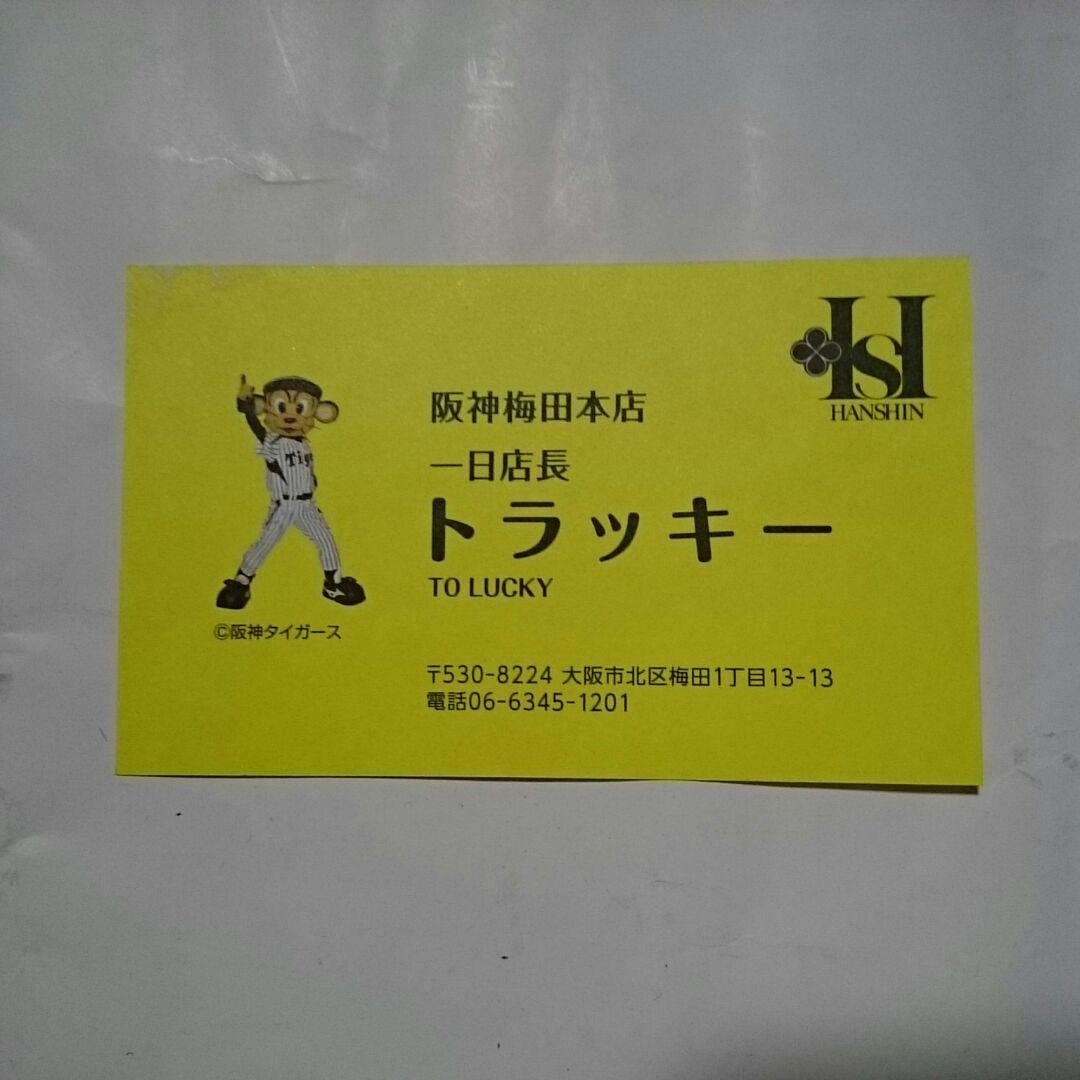 HS
HANSHIN
阪神梅田本店
一日店長
トラッキー
TO LUCKY
Tige
©阪神タイガース
〒530-8224 大阪市北区梅田1丁目13-13
電話06-6345-1201